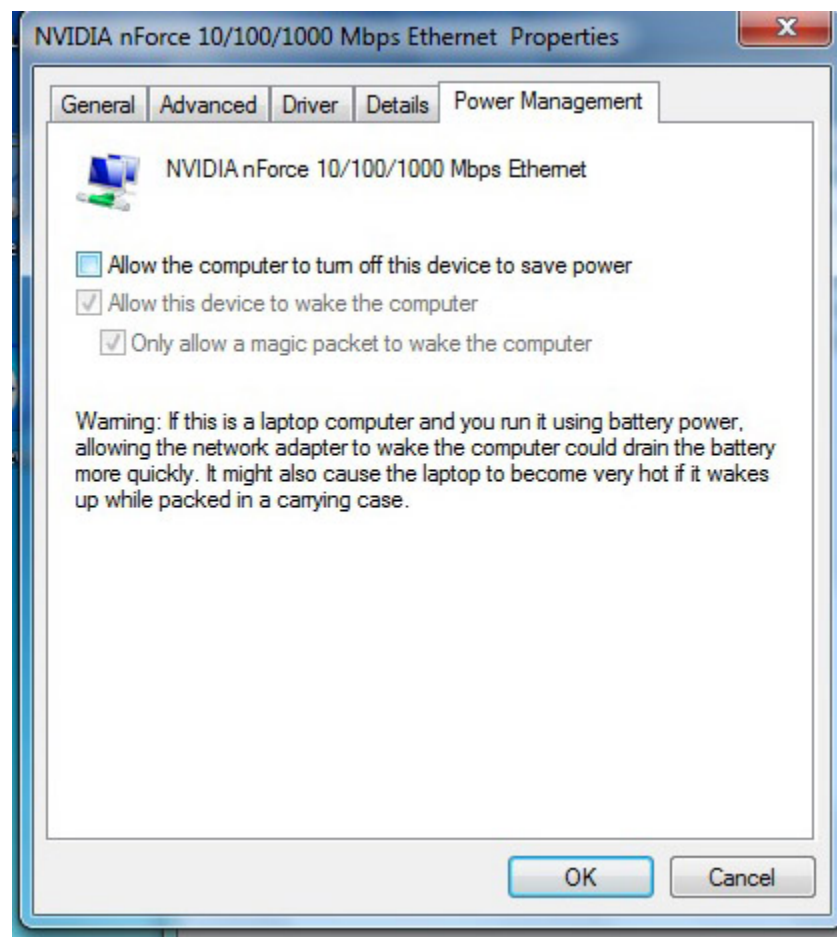 NVIDIA nForce 10/100/1000 Mbps Ethernet Properties
General Advanced Driver Details Power Management
NVIDIA nForce 10/100/1000 Mbps Ethernet
Allow the computer to turn off this device to save power
Allow this device to wake the computer
Only allow a magic packet to wake the computer
Warning: If this is a laptop computer and you run it using battery power,
allowing the network adapter to wake the computer could drain the battery
more quickly. It might also cause the laptop to become very hot if it wakes
up while packed in a carrying case.
OK Cancel